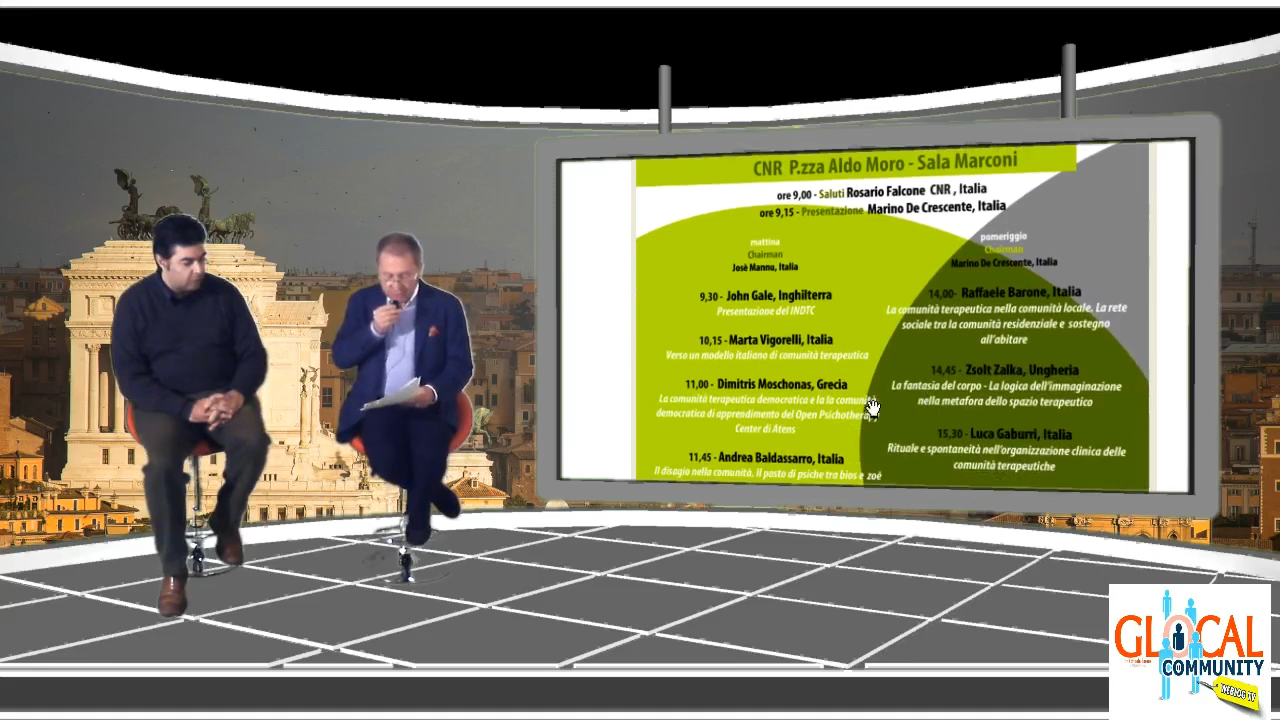 CNR P.zza Aldo Moro - Sala Marconi
ore 9,00 - Saluti Rosario Falcone CNR , Italia
ore 9,15 - Presentazione Marino De Crescente, Italia
mattina
Chairman
Josè Mannu, Italia
9,30 - John Gale, Inghilterra
Presentazione del INDTC
10,15 - Marta Vigorelli, Italia
Verso un modello italiano di comunità terapeutica
11,00 - Dimitris Moschonas, Grecia
La comunità terapeutica democratica e la la comunità
democratica di apprendimento del Open Psichotherapy
Center di Atens
11,45 - Andrea Baldassarro, Italia
Il disagio nella comunità. il posto di psiche tra bios e zoè
pomeriggio
Chairman
Marino De Crescente, Italia
14,00- Raffaele Barone, Italia
La comunità terapeutica nella comunità locale. La rete
sociale tra la comunità residenziale e sostegno
all'abitare
14,45 - Zsolt Zalka, Ungheria
La fantasia del corpo - La logica dell'immaginazione
nella metafora dello spazio terapeutico
15,30 - Luca Gaburri, Italia
Rituale e spontaneità nell'organizzazione clinica delle
comunità terapeutiche
GLOCAL
COMMUNITY
WEBLOG TV